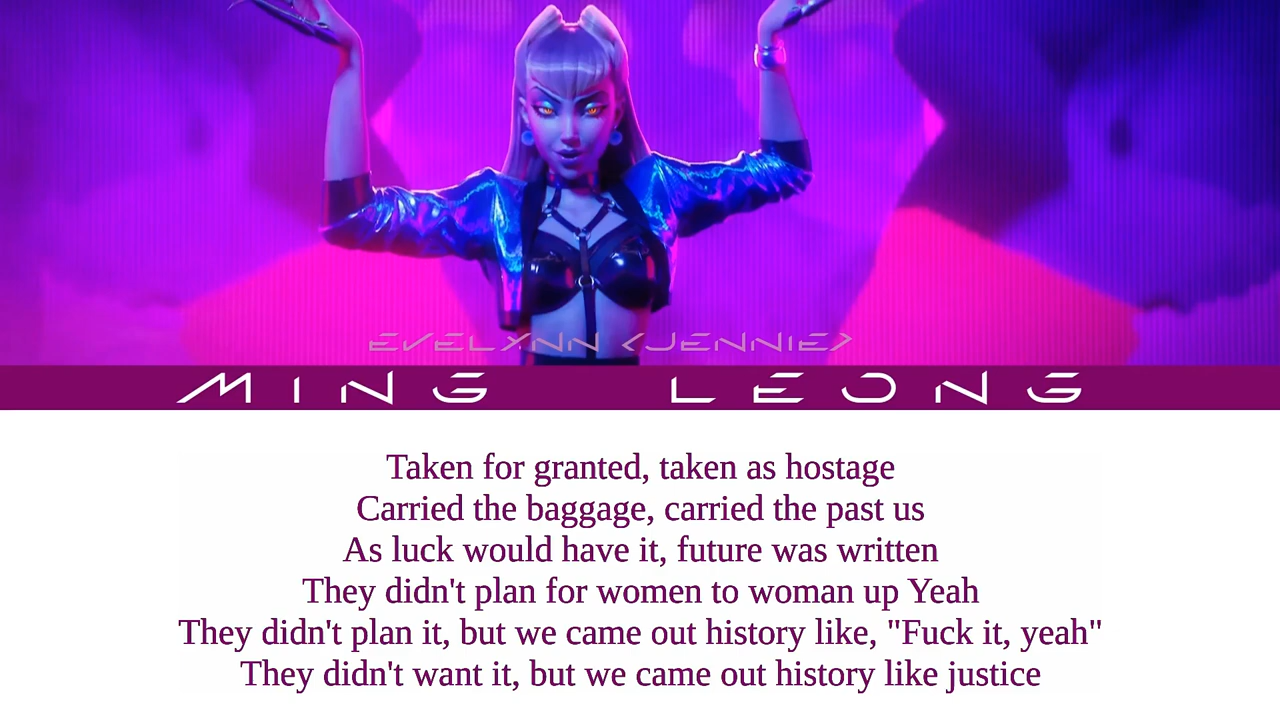 EVELYNN <JENNIE>
MING LEONG
Taken for granted, taken as hostage
Carried the baggage, carried the past us
As luck would have it, future was written
They didn't plan for women to woman up Yeah
They didn't plan it, but we came out history like, "Fuck it, yeah"
They didn't want it, but we came out history like justice